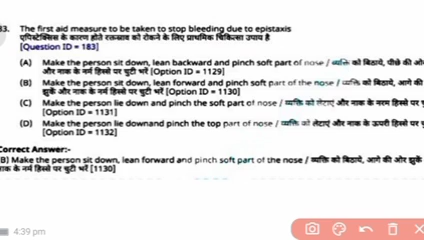 33. The first aid measure to be taken to stop bleeding due to epistaxis
एपिस्टेक्सिस के कारण होते रक्तस्राव को रोकने के लिए प्राथमिक चिकित्सा उपाय है
[Question ID = 183]
(A) Make the person sit down, lean backward and pinch soft part of nose / व्यक्ति को बिठाये, पीछे की ओर
और नाक के नर्म हिस्से पर चुटी भरें [Option ID = 1129]
(B) Make the person sit down, lean forward and pinch soft part of the nose / व्यक्ति को बिठाये, आगे की
झुके और नाक के नर्म हिस्से पर चुटी भरें [Option ID = 1130]
(C) Make the person lie down and pinch the soft part of nose / व्यक्ति को लेटाएं और नाक के नरम हिस्से पर
[Option ID = 1131]
(D) Make the person lie downand pinch the top part of nose / व्यक्ति को लेटाएं और नाक के ऊपरी हिस्से पर
[Option ID = 1132]
Correct Answer:-
(B) Make the person sit down, lean forward and pinch soft part of the nose / व्यक्ति को बिठाये, आगे की ओर झुके
नाक के नर्म हिस्से पर चुटी भरें [1130]
4:39 pm